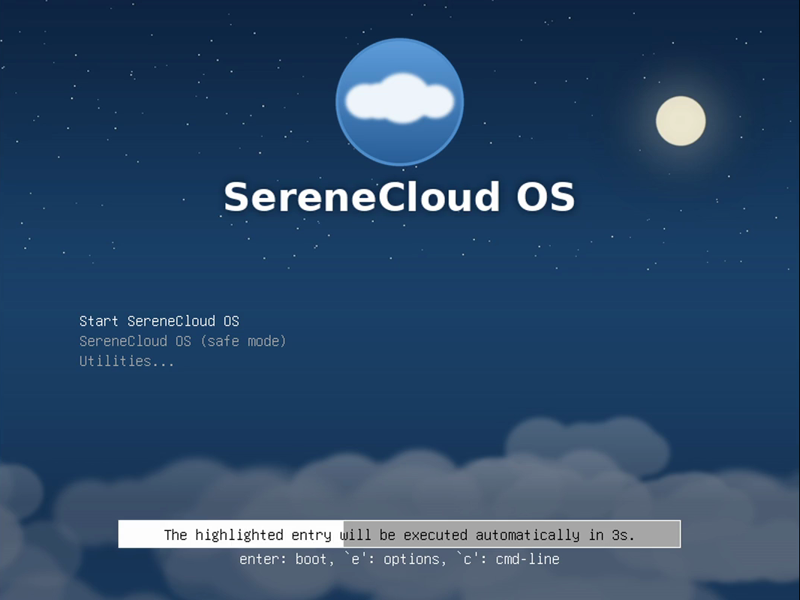 SereneCloud OS
Start SereneCloud OS
SereneCloud OS (safe mode)
Utilities...
The highlighted entry will be executed automatically in 3s.
enter: boot, `e': options, `c': cmd-line